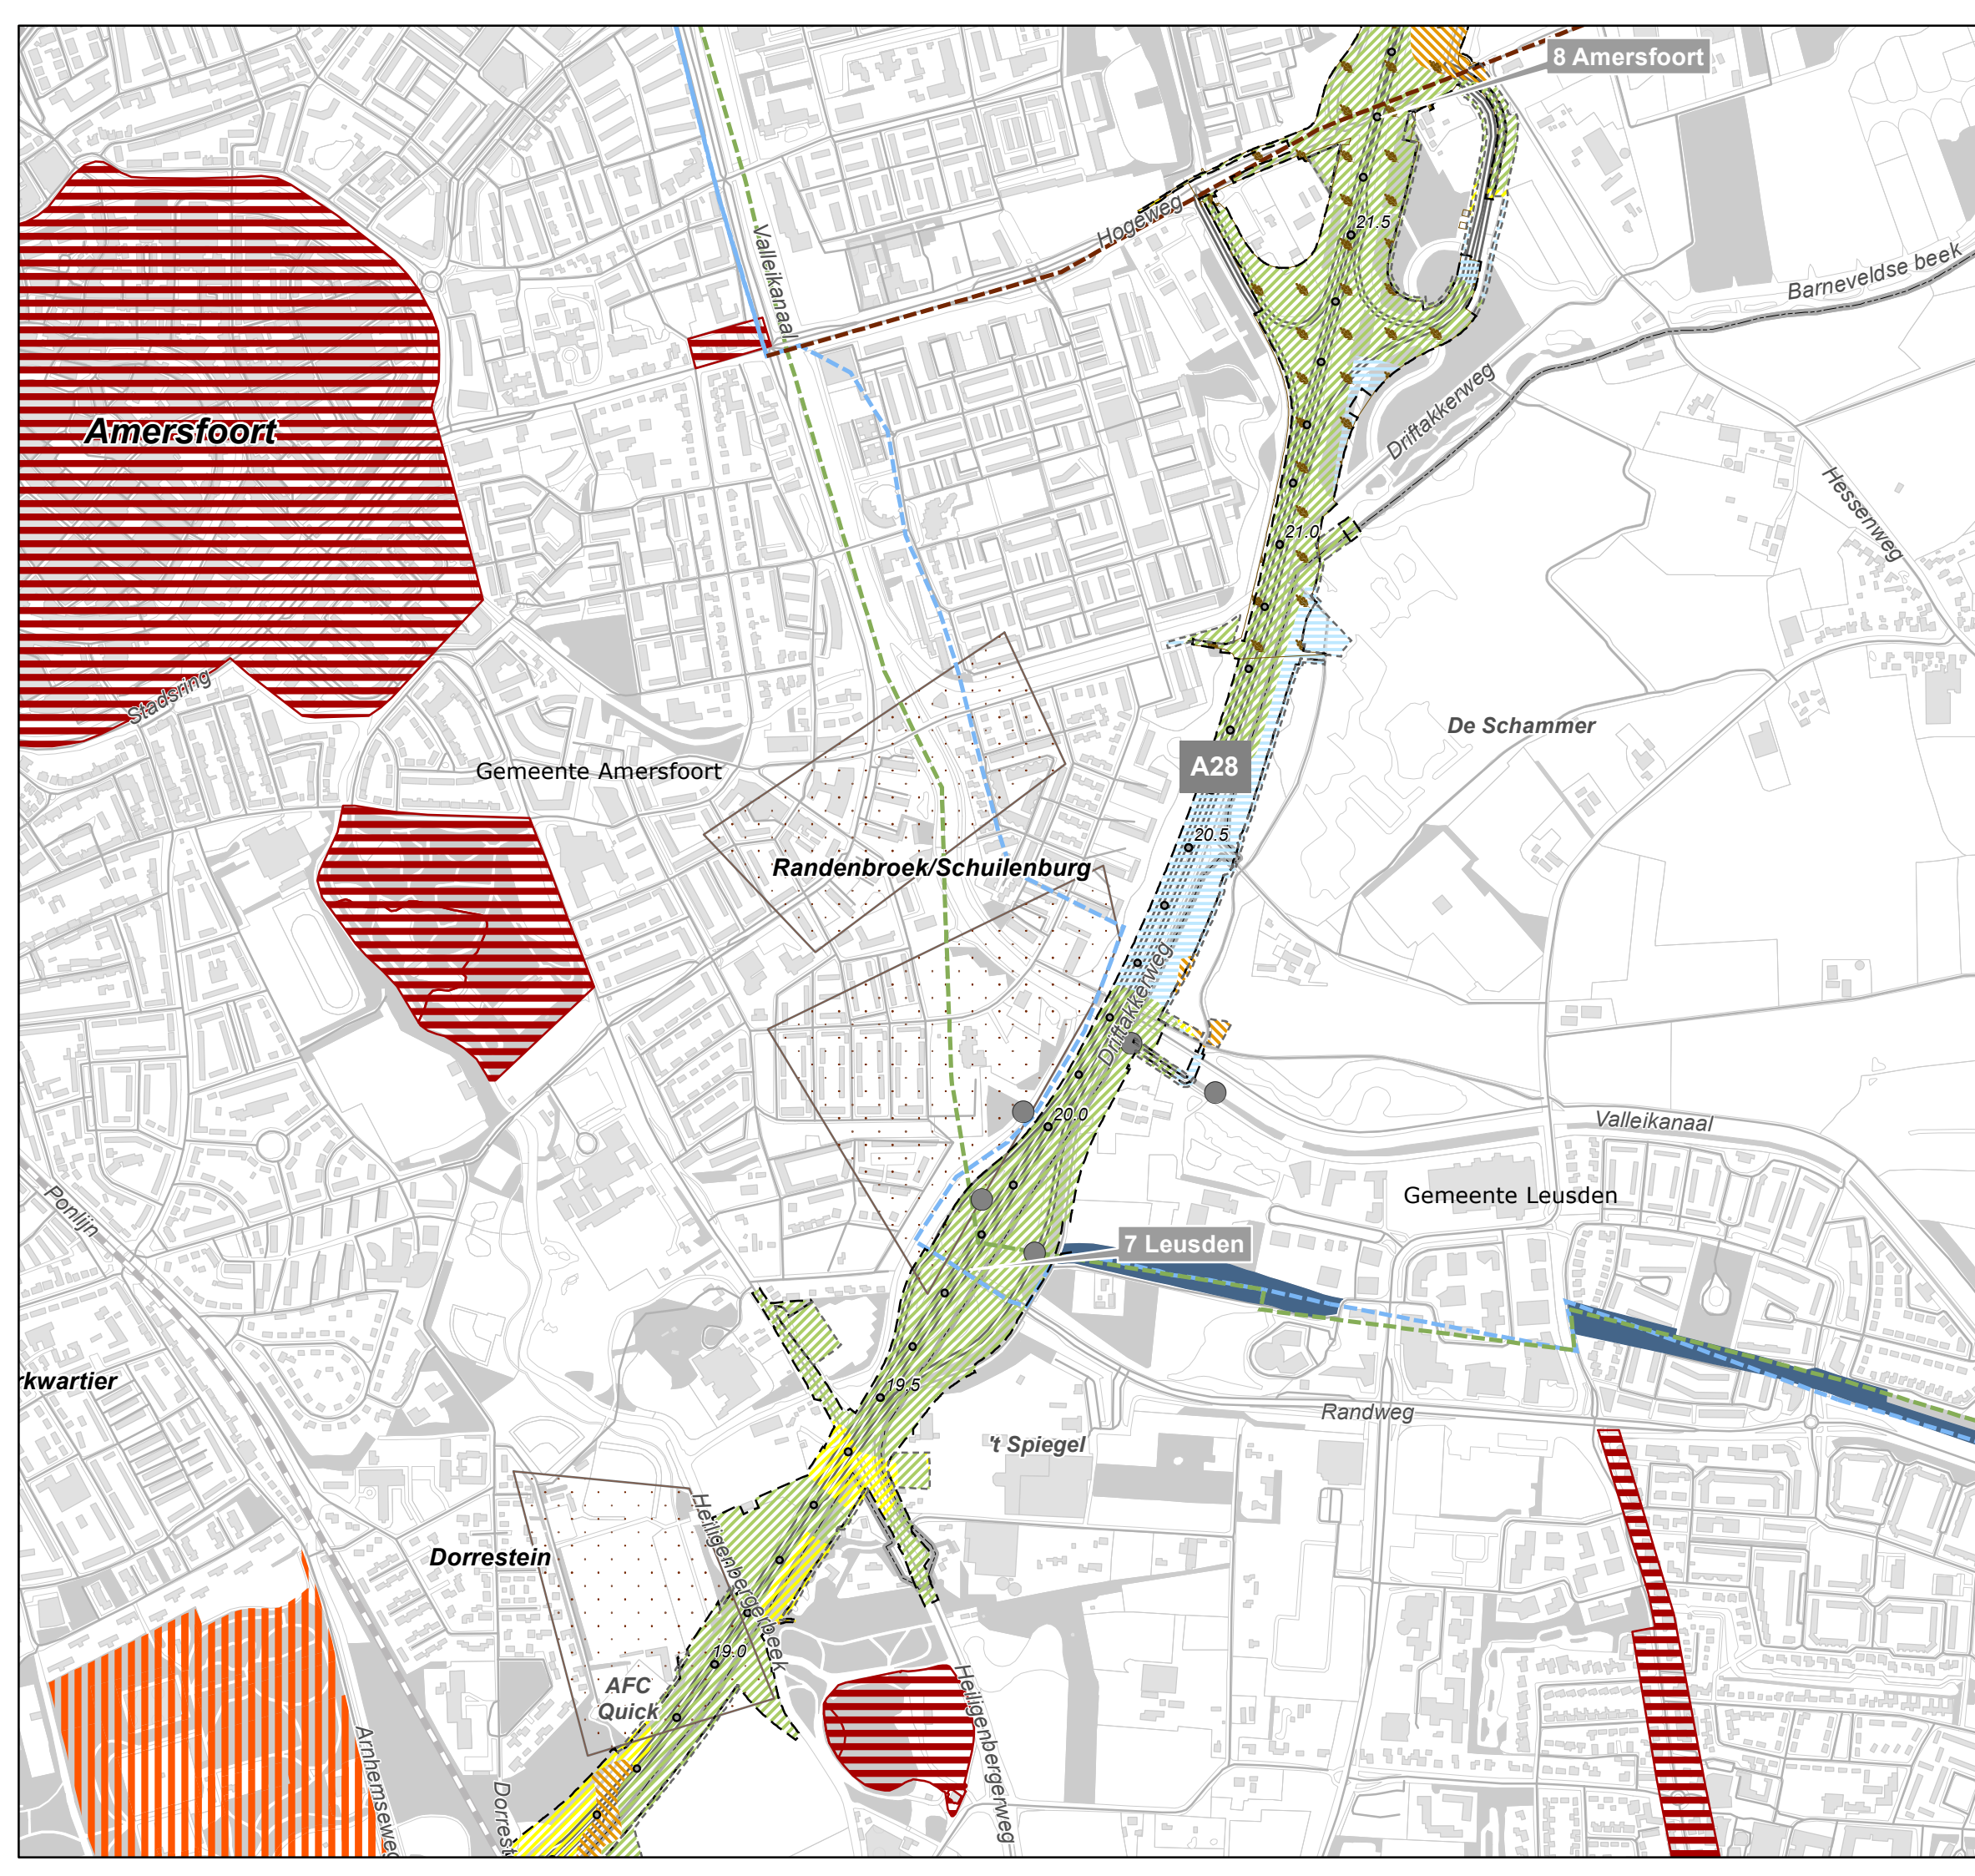 8 Amersfoort
Hogeweg
21.5
Valleikanaal
Barneveldse beek
Driftakkerweg
Amersfoort
Hessenweg
21.0
Stadsring
De Schammer
Gemeente Amersfoort
A28
20.5
Randenbroek/Schuilenburg
Driftakkerweg
20.0
Valleikanaal
Gemeente Leusden
Ponlijn
7 Leusden
rkwartier
19,5
Randweg
't Spiegel
Heiligenbergerbeek
Dorrestein
19.0
AFC
Quick
Heiligenbergerweg
Arnhemseweg
Dorrest